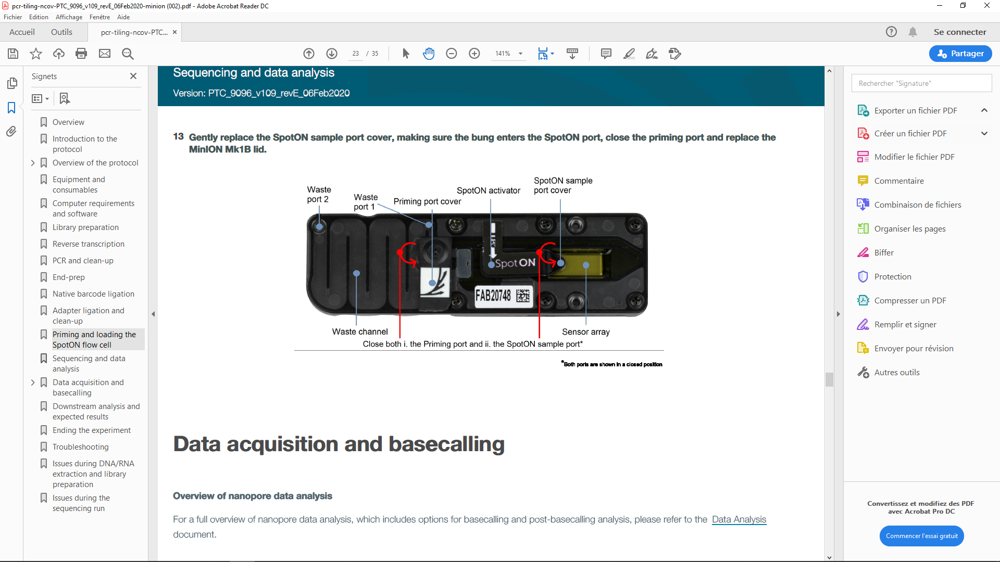 pcr-tiling-ncov-PTC_9096_v109_revE_06Feb2020-minion (002).pdf - Adobe Acrobat Reader DC
Fichier Edition Affichage Fenêtre Aide
Accueil Outils pcr-tiling-ncov-PTC... × Se connecter
23 / 35 141% Partager
Signets
Overview
Introduction to the
protocol
Overview of the protocol
Equipment and
consumables
Computer requirements
and software
Library preparation
Reverse transcription
PCR and clean-up
End-prep
Native barcode ligation
Adapter ligation and
clean-up
Priming and loading the
SpotON flow cell
Sequencing and data
analysis
Data acquisition and
basecalling
Downstream analysis and
expected results
Ending the experiment
Troubleshooting
Issues during DNA/RNA
extraction and library
preparation
Issues during the
sequencing run
Sequencing and data analysis
Version: PTC_9096_v109_revE_06Feb2020
13 Gently replace the SpotON sample port cover, making sure the bung enters the SpotON port, close the priming port and replace the
MinION Mk1B lid.
Waste
port 2
Waste
port 1
Priming port cover
SpotON activator
SpotON sample
port cover
Spot ON
FAB20748
Waste channel
Sensor array
Close both i. the Priming port and ii. the SpotON sample port*
*Both ports are shown in a closed position
Data acquisition and basecalling
Overview of nanopore data analysis
For a full overview of nanopore data analysis, which includes options for basecalling and post-basecalling analysis, please refer to the Data Analysis
document.
Rechercher "Signature"
Exporter un fichier PDF
Créer un fichier PDF
Modifier le fichier PDF
Commentaire
Combinaison de fichiers
Organiser les pages
Biffer
Protection
Compresser un PDF
Remplir et signer
Envoyer pour révision
Autres outils
Convertissez et modifiez des PDF
avec Acrobat Pro DC
Commencer l'essai gratuit